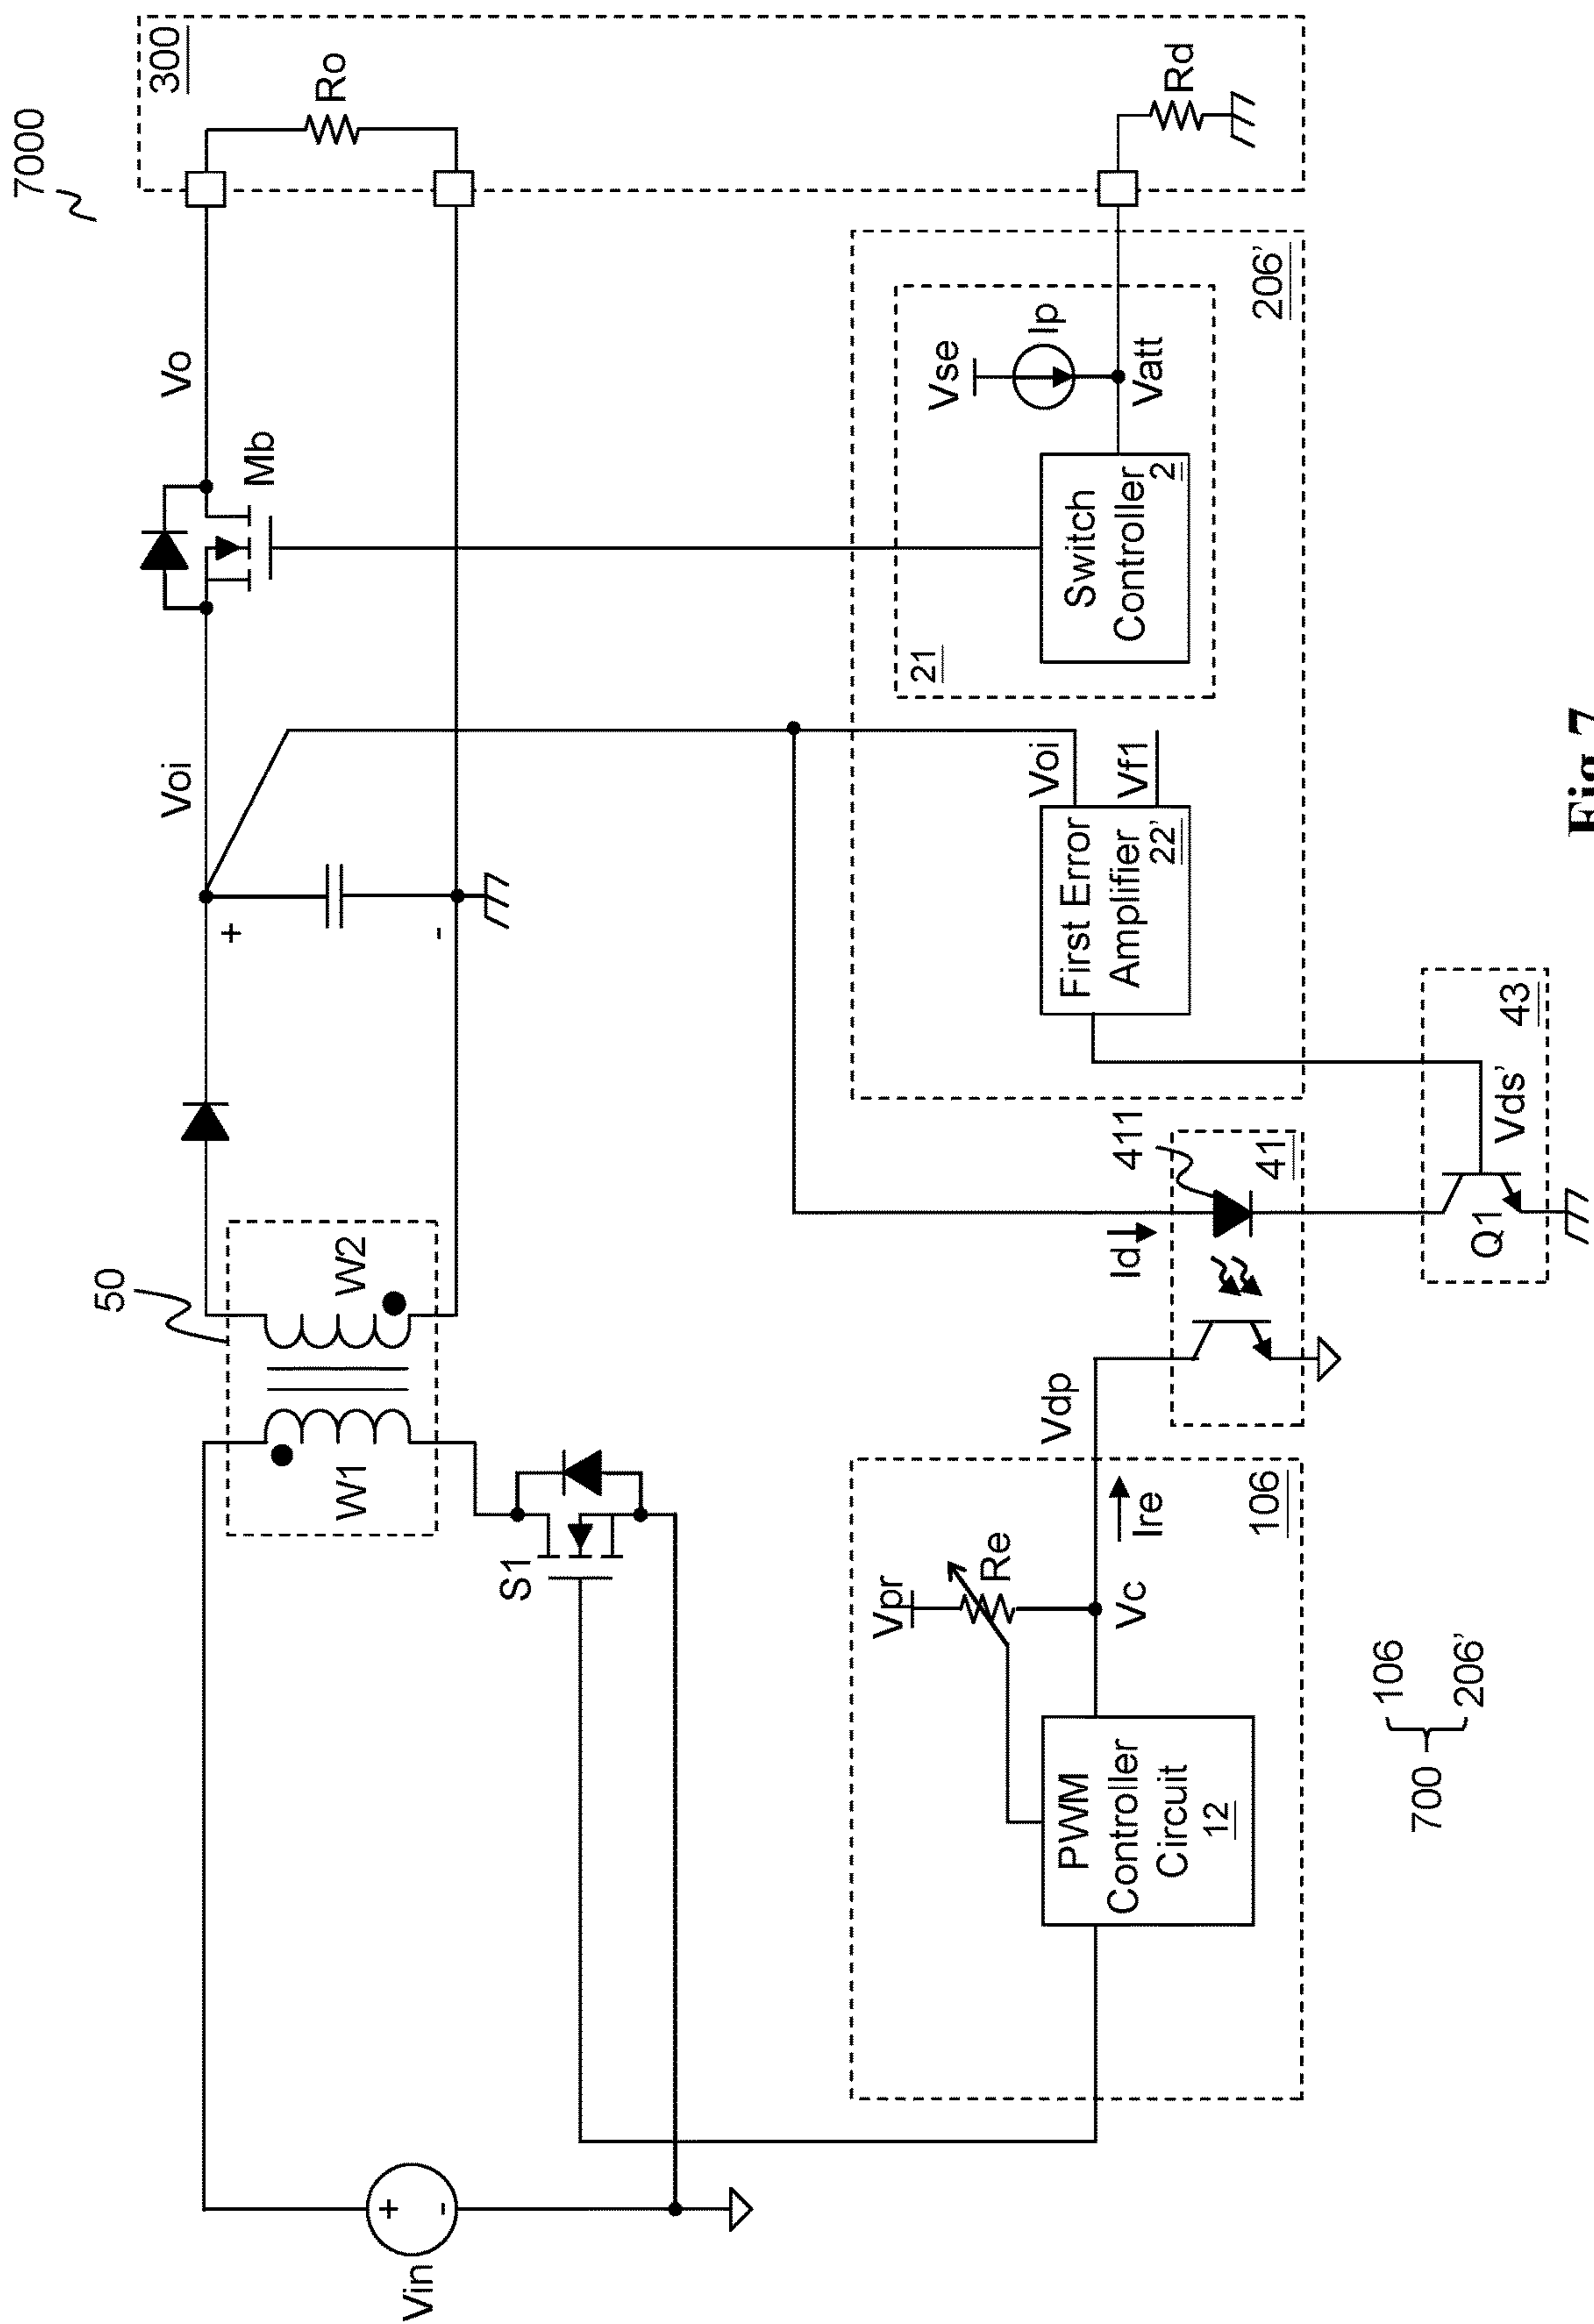 7000
300
Ro
Vo
Mb
Voi
+
-
50
W1
W2
S1
Vin
+
-
Vse
Ip
Vatt
Rd
Switch
Controller
2
21
206'
Voi
Vf1
First Error
Amplifier
22'
43
Vds'
Q1
411
41
Id
Vdp
Vpr
Re
Ire
Vc
106
PWM
Controller
Circuit
12
700
106
206'
Fig.7